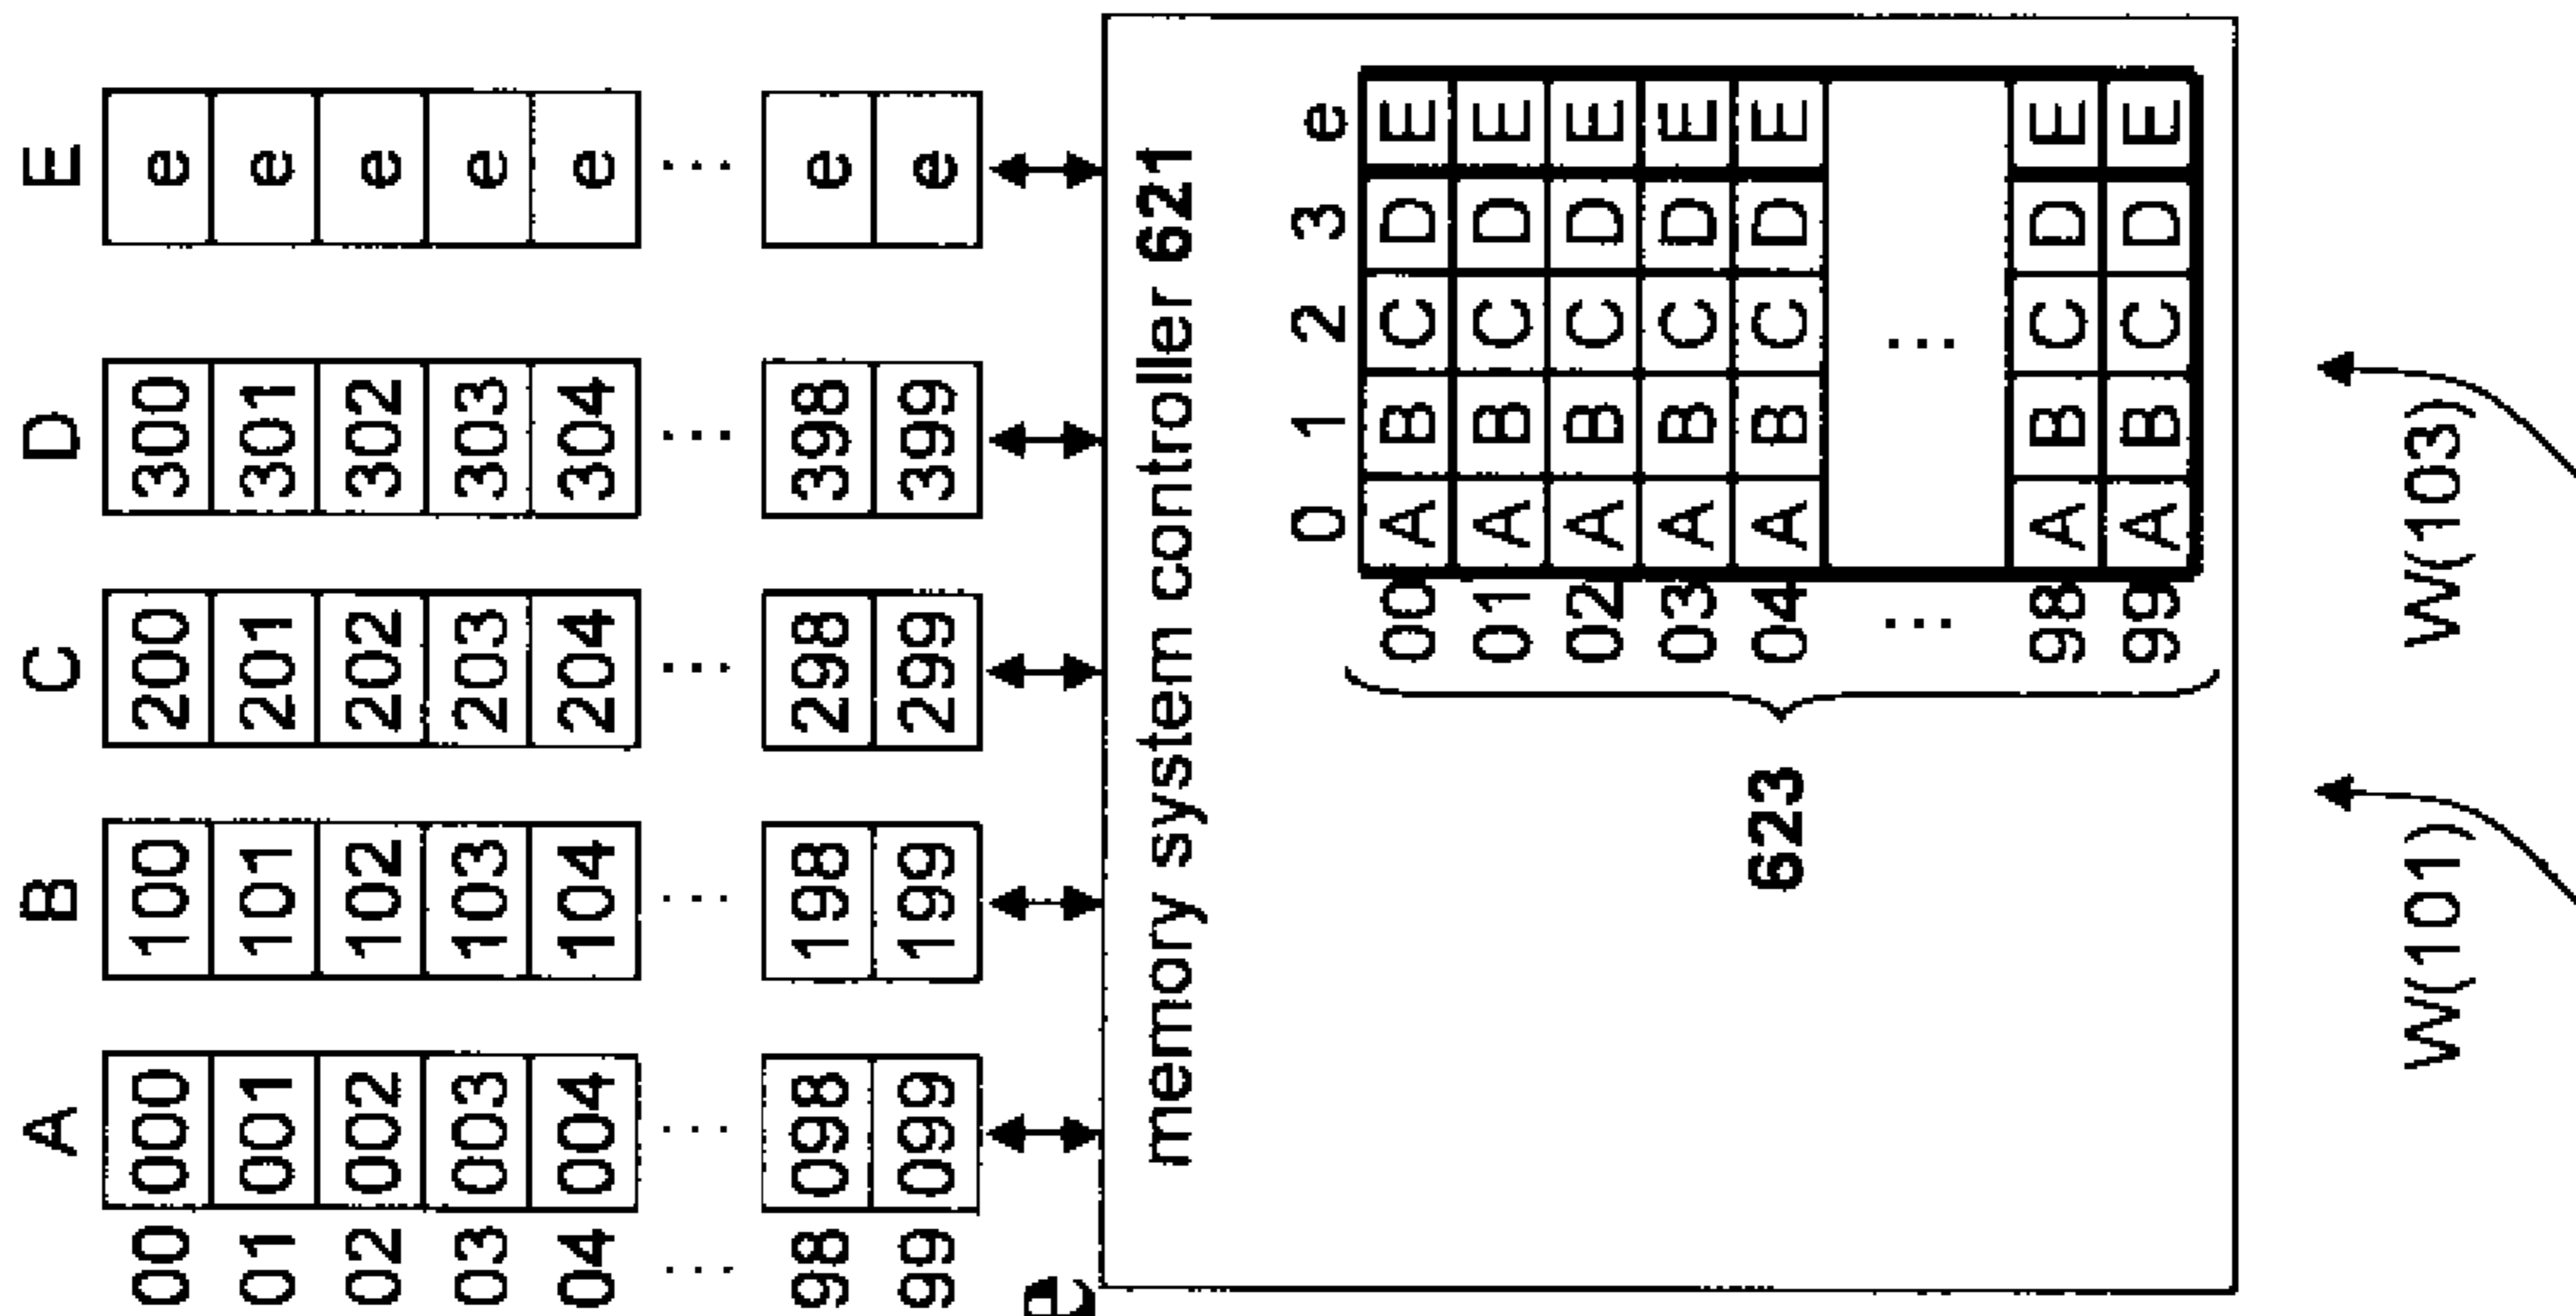 A B C D E
00 000 100 200 300 e
01 001 101 201 301 e
02 002 102 202 302 e
03 003 103 203 303 e
04 004 104 204 304 e
... ... ... ... ... ...
98 098 198 298 398 e
99 099 199 299 399 e
memory system controller 621
0 1 2 3 e
00 A B C D E
01 A B C D E
02 A B C D E
03 A B C D E
623 04 A B C D E
... ...
98 A B C D E
99 A B C D E
W(101) W(103)